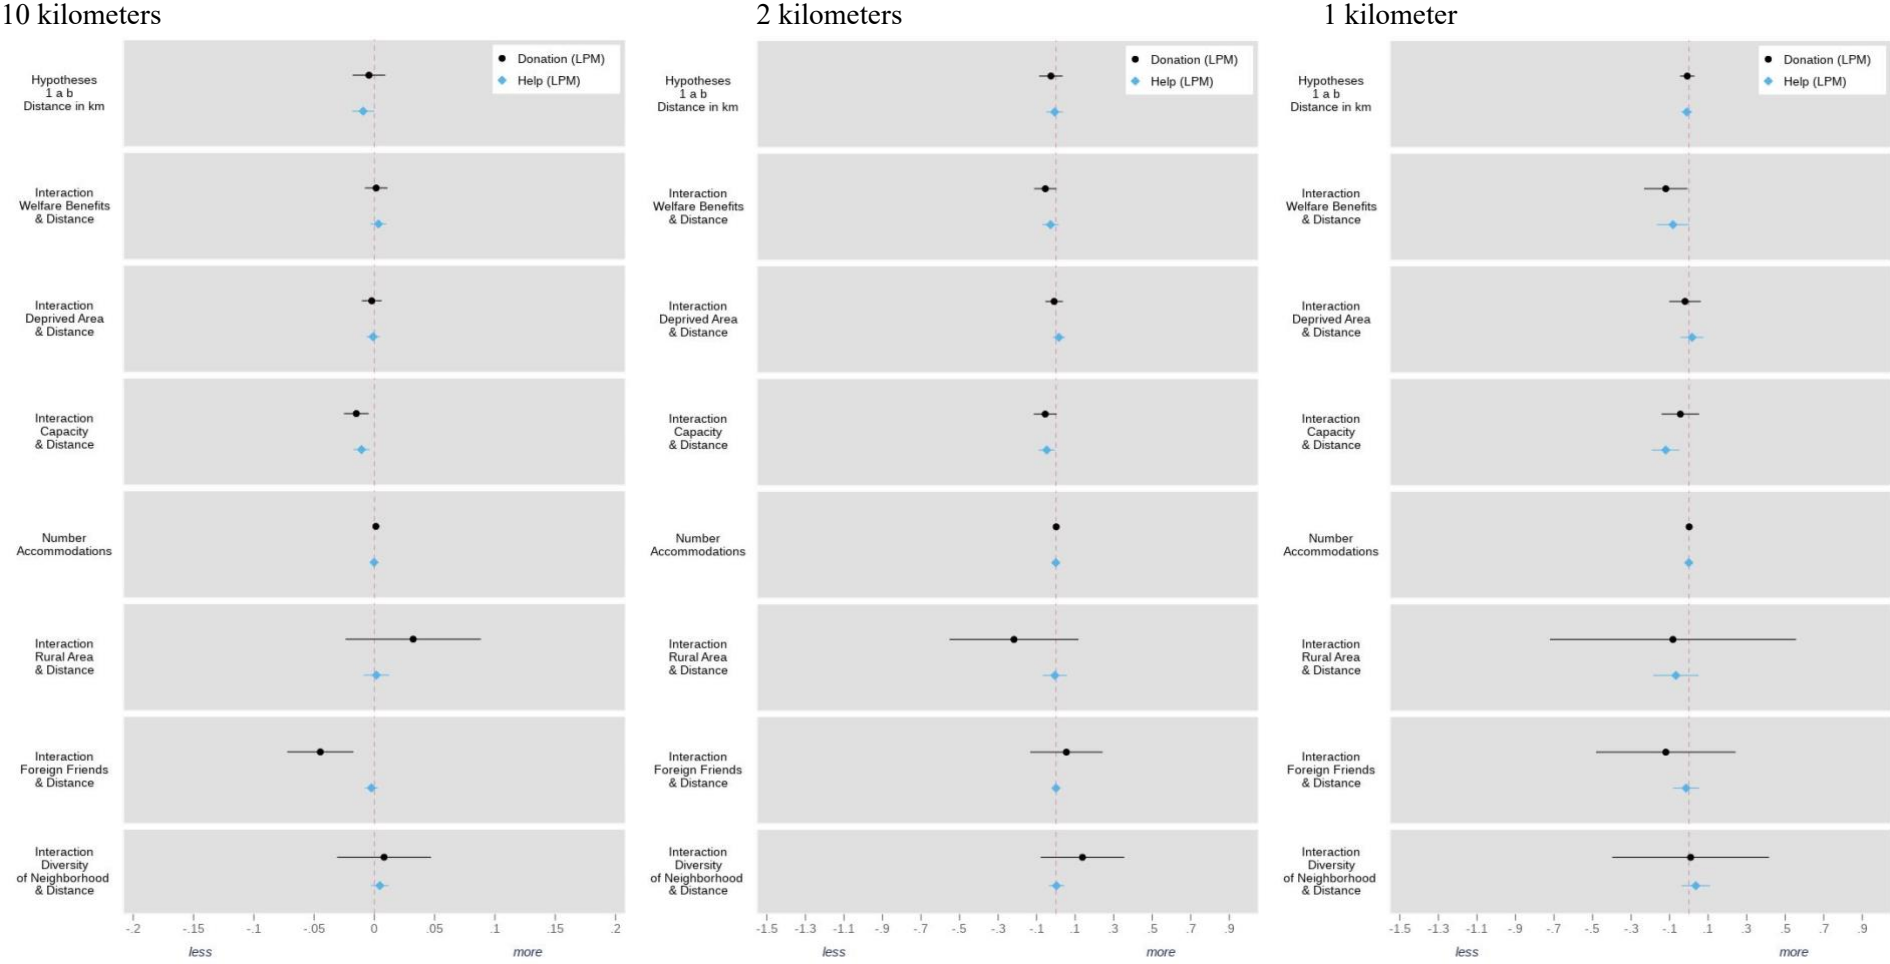 10 kilometers
Donation (LPM)
Help (LPM)
Hypotheses
1 a b
Distance in km
Interaction
Welfare Benefits
& Distance
Interaction
Deprived Area
& Distance
Interaction
Capacity
& Distance
Number
Accommodations
Interaction
Rural Area
& Distance
Interaction
Foreign Friends
& Distance
Interaction
Diversity
of Neighborhood
& Distance
-.2 -.15 -.1 -.05 0 .05 .1 .15 .2
less more
2 kilometers
Donation (LPM)
Help (LPM)
Hypotheses
1 a b
Distance in km
Interaction
Welfare Benefits
& Distance
Interaction
Deprived Area
& Distance
Interaction
Capacity
& Distance
Number
Accommodations
Interaction
Rural Area
& Distance
Interaction
Foreign Friends
& Distance
Interaction
Diversity
of Neighborhood
& Distance
-1.5 -1.3 -1.1 -.9 -.7 -.5 -.3 -.1 .1 .3 .5 .7 .9
less more
1 kilometer
Donation (LPM)
Help (LPM)
Hypotheses
1 a b
Distance in km
Interaction
Welfare Benefits
& Distance
Interaction
Deprived Area
& Distance
Interaction
Capacity
& Distance
Number
Accommodations
Interaction
Rural Area
& Distance
Interaction
Foreign Friends
& Distance
Interaction
Diversity
of Neighborhood
& Distance
-1.5 -1.3 -1.1 -.9 -.7 -.5 -.3 -.1 .1 .3 .5 .7 .9
less more